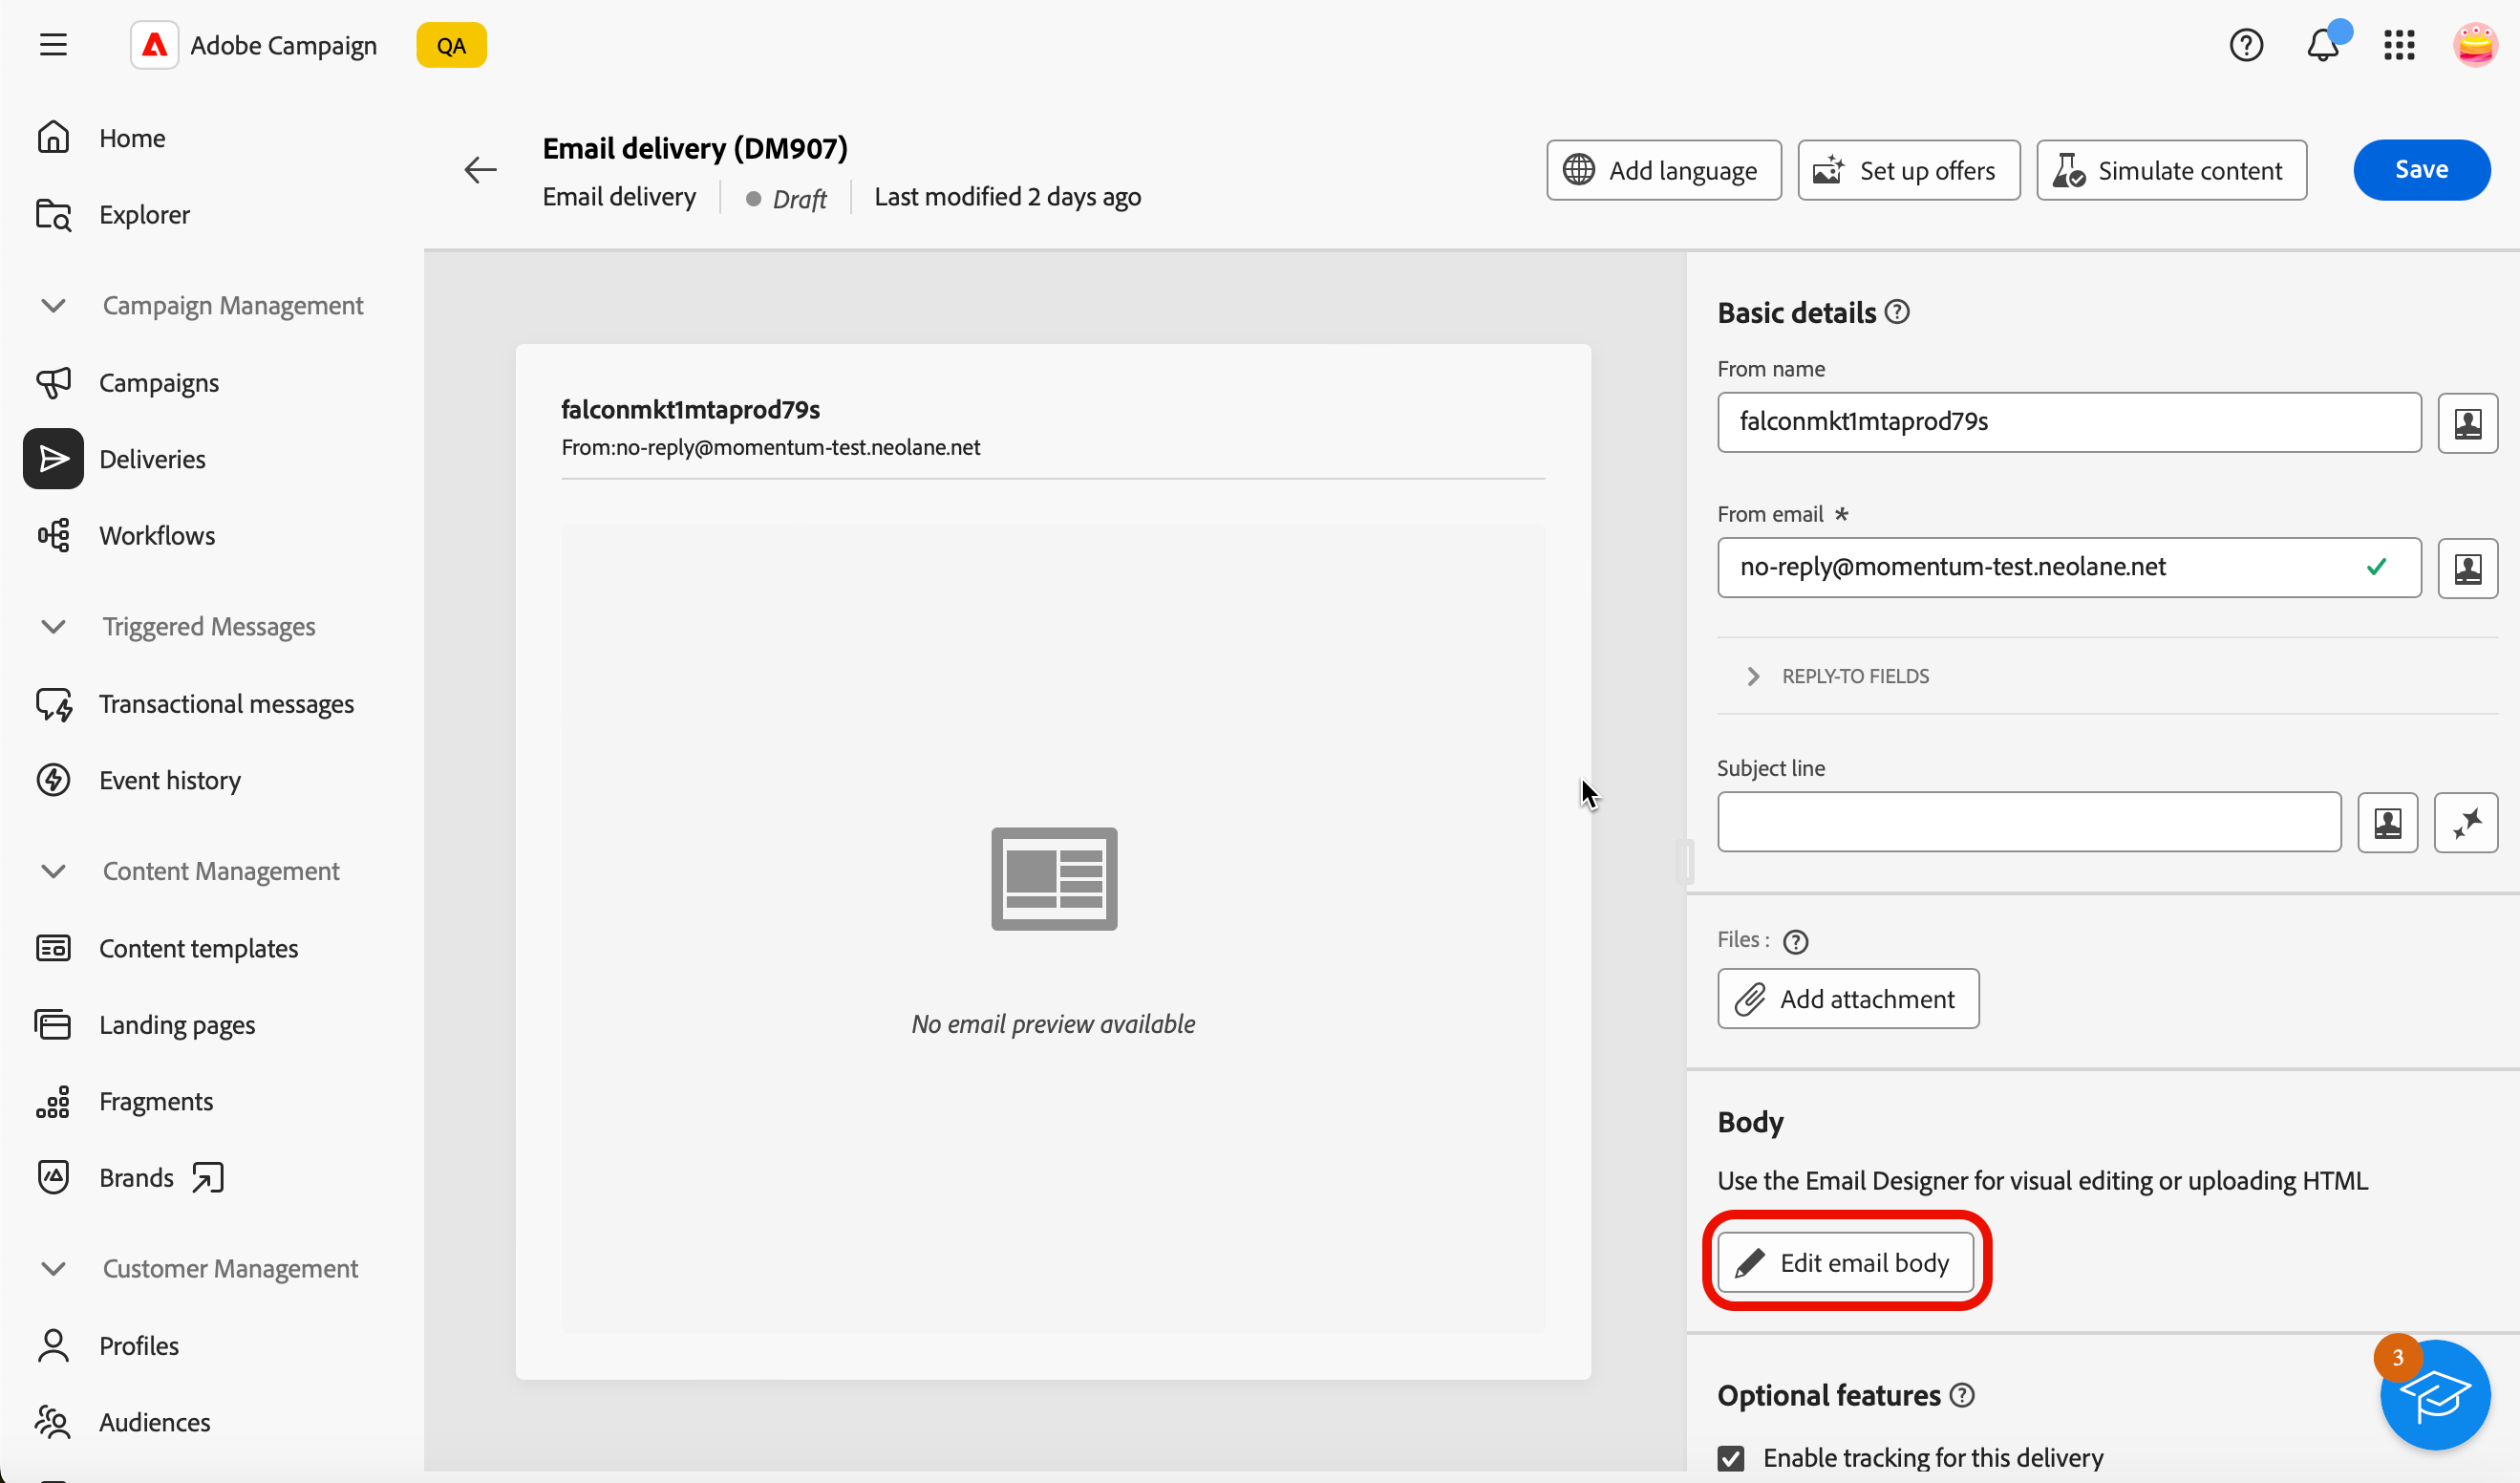 Adobe Campaign
QA
Home
Explorer
Campaign Management
Campaigns
Deliveries
Workflows
Triggered Messages
Transactional messages
Event history
Content Management
Content templates
Landing pages
Fragments
Brands
Customer Management
Profiles
Audiences
Email delivery (DM907)
Email delivery
Draft
Last modified 2 days ago
Add language
Set up offers
Simulate content
Save
falconmkt1mtaprod79s
From:no-reply@momentum-test.neolane.net
No email preview available
Basic details
From name
falconmkt1mtaprod79s
From email *
no-reply@momentum-test.neolane.net
REPLY-TO FIELDS
Subject line
Files :
Add attachment
Body
Use the Email Designer for visual editing or uploading HTML
Edit email body
3
Optional features
Enable tracking for this delivery